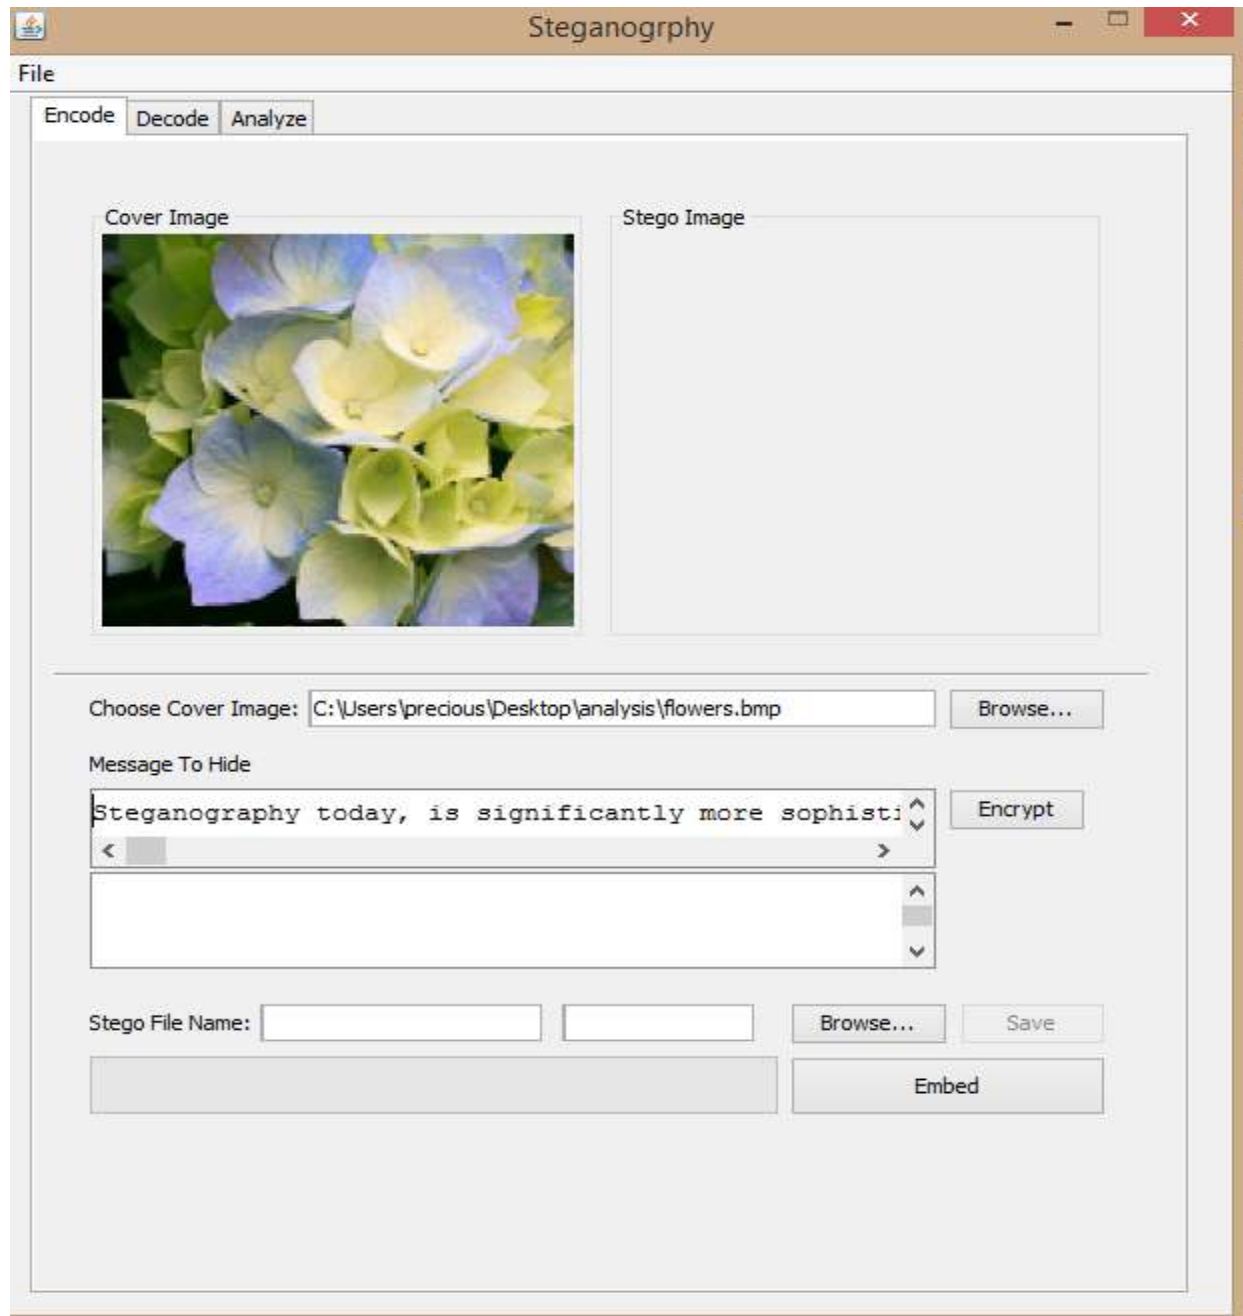 Steganogrphy
File
Encode Decode Analyze
Cover Image Stego Image
Choose Cover Image: C:\Users\precious\Desktop\analysis\flowers.bmp Browse...
Message To Hide
Steganography today, is significantly more sophisti Encrypt
Stego File Name: Browse... Save
Embed